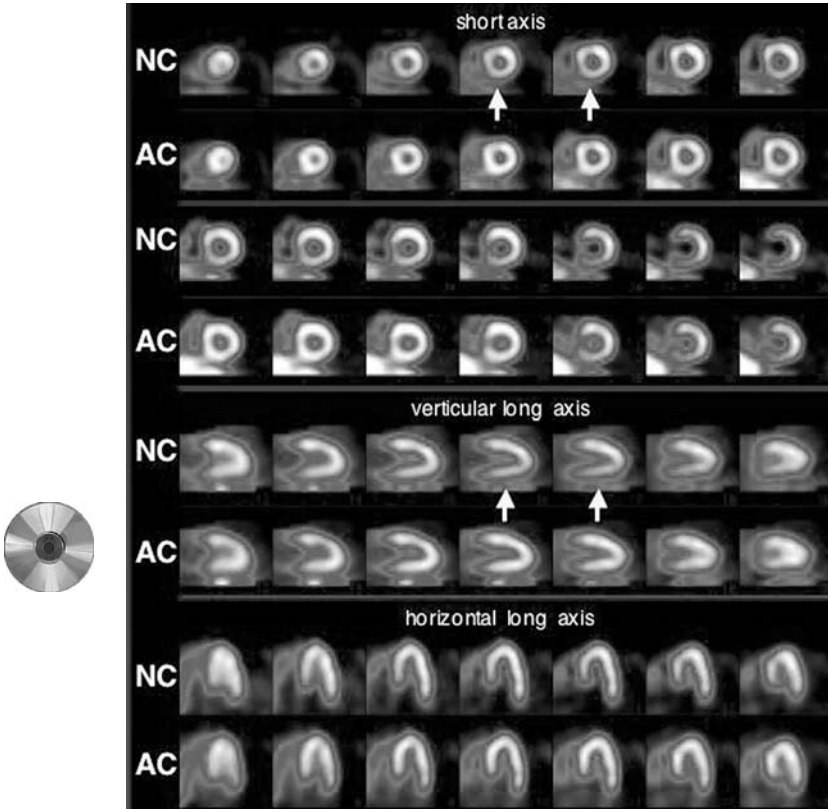 short axis
NC
AC
NC
AC
verticular long axis
NC
AC
horizontal long axis
NC
AC